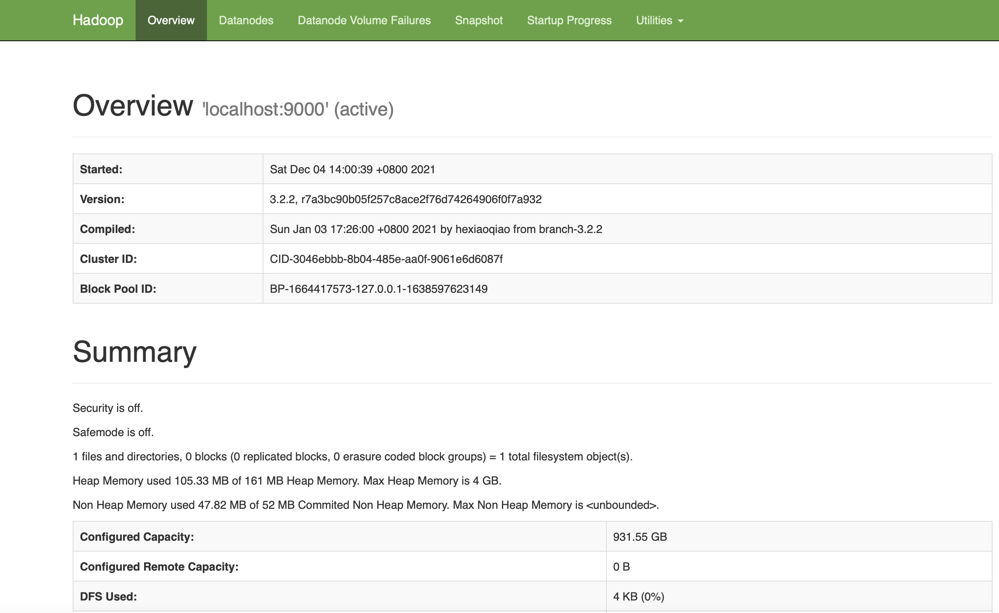 Hadoop Overview Datanodes Datanode Volume Failures Snapshot Startup Progress Utilities
Overview 'localhost:9000' (active)
Started: Sat Dec 04 14:00:39 +0800 2021
Version: 3.2.2, r7a3bc90b05f257c8ace2f76d74264906f0f7a932
Compiled: Sun Jan 03 17:26:00 +0800 2021 by hexiaoqiao from branch-3.2.2
Cluster ID: CID-3046ebbb-8b04-485e-aa0f-9061e6d6087f
Block Pool ID: BP-1664417573-127.0.0.1-1638597623149
Summary
Security is off.
Safemode is off.
1 files and directories, 0 blocks (0 replicated blocks, 0 erasure coded block groups) = 1 total filesystem object(s).
Heap Memory used 105.33 MB of 161 MB Heap Memory. Max Heap Memory is 4 GB.
Non Heap Memory used 47.82 MB of 52 MB Commited Non Heap Memory. Max Non Heap Memory is <unbounded>.
Configured Capacity: 931.55 GB
Configured Remote Capacity: 0 B
DFS Used: 4 KB (0%)